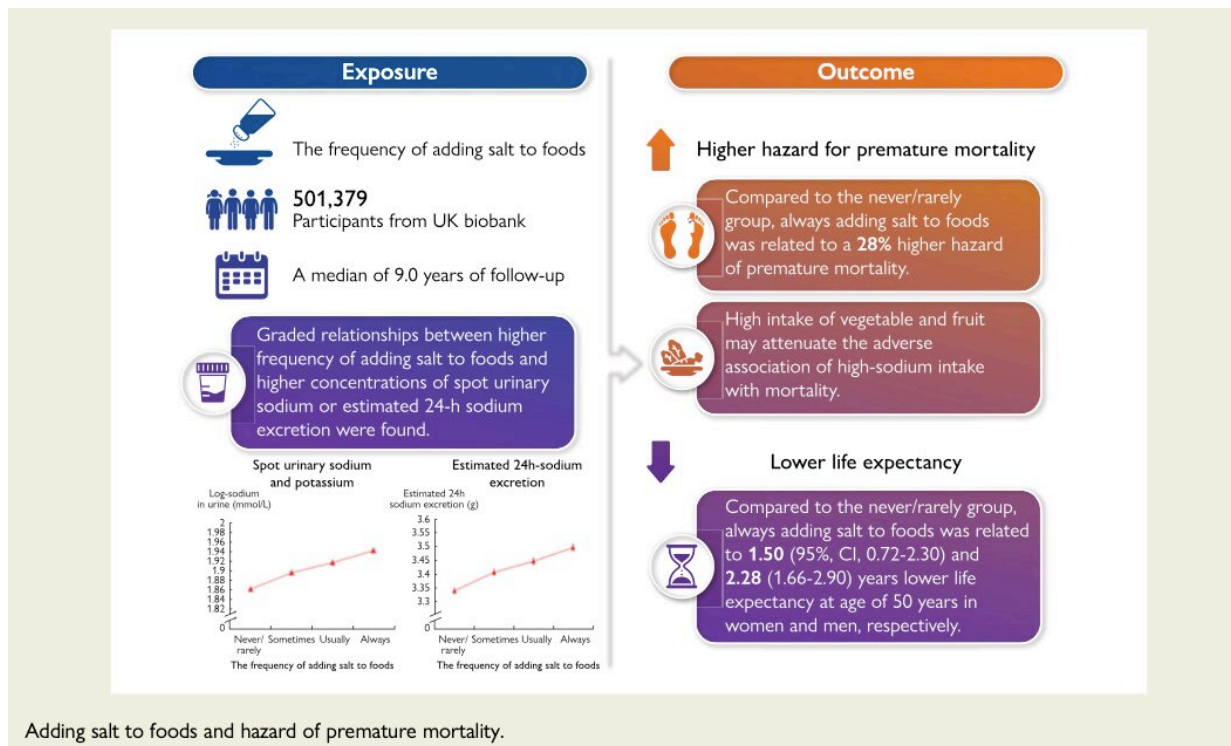 Exposure
The frequency of adding salt to foods
501,379
Participants from UK biobank
A median of 9.0 years of follow-up
Graded relationships between higher
frequency of adding salt to foods and
higher concentrations of spot urinary
sodium or estimated 24-h sodium
excretion were found.
Spot urinary sodium
and potassium
Log-sodium
in urine (mmol/L)
2
1.98
1.96
1.94
1.92
1.9
1.88
1.86
1.84
1.82
0
Never/ Sometimes Usually Always
rarely
The frequency of adding salt to foods
Estimated 24h-sodium
excretion
Estimated 24h
sodium excretion (g)
3.6
3.55
3.5
3.45
3.4
3.35
3.3
0
Never/ Sometimes Usually Always
rarely
The frequency of adding salt to foods
Outcome
Higher hazard for premature mortality
Compared to the never/rarely
group, always adding salt to foods
was related to a 28% higher hazard
of premature mortality.
High intake of vegetable and fruit
may attenuate the adverse
association of high-sodium intake
with mortality.
Lower life expectancy
Compared to the never/rarely group,
always adding salt to foods was related
to 1.50 (95%, CI, 0.72-2.30) and
2.28 (1.66-2.90) years lower life
expectancy at age of 50 years in
women and men, respectively.
Adding salt to foods and hazard of premature mortality.